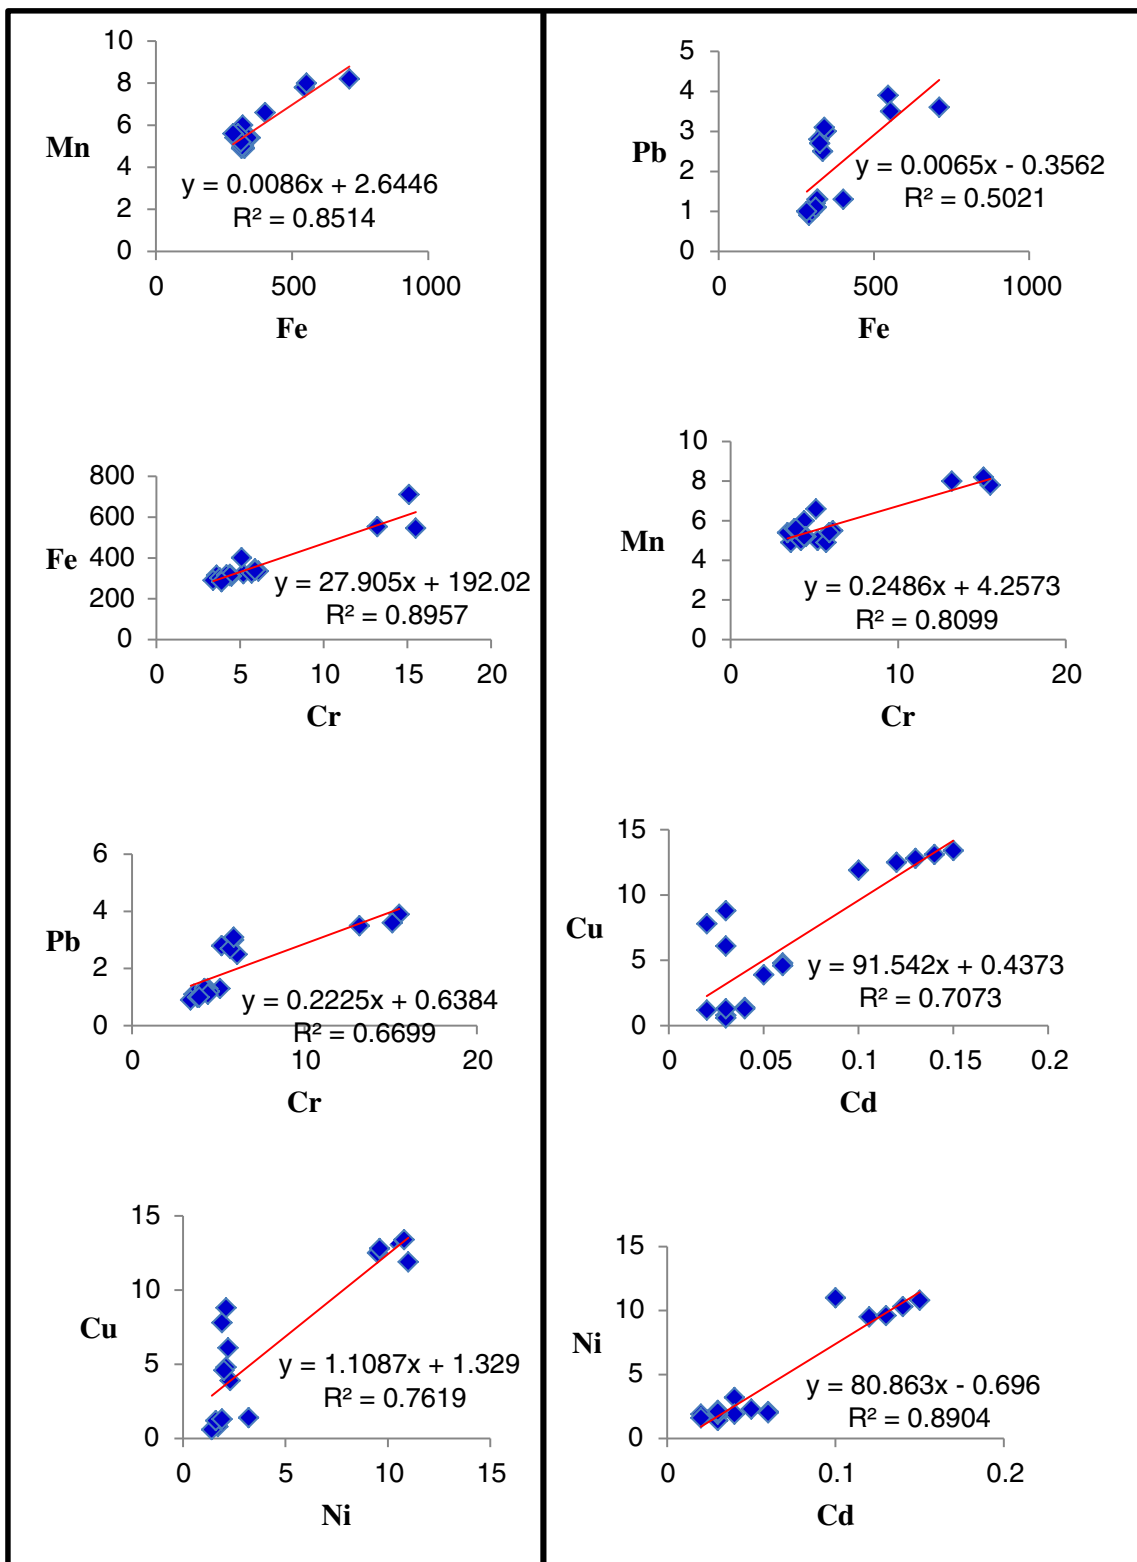 10
8
6
4
2
0
Mn
y = 0.0086x + 2.6446
R² = 0.8514
0 500 1000
Fe
5
4
3
2
1
0
Pb
y = 0.0065x - 0.3562
R² = 0.5021
0 500 1000
Fe
800
600
400
200
0
Fe
y = 27.905x + 192.02
R² = 0.8957
0 5 10 15 20
Cr
10
8
6
4
2
0
Mn
y = 0.2486x + 4.2573
R² = 0.8099
0 10 20
Cr
6
4
2
0
Pb
y = 0.2225x + 0.6384
R² = 0.6699
0 10 20
Cr
15
10
5
0
Cu
y = 91.542x + 0.4373
R² = 0.7073
0 0.05 0.1 0.15 0.2
Cd
15
10
5
0
Cu
y = 1.1087x + 1.329
R² = 0.7619
0 5 10 15
Ni
15
10
5
0
Ni
y = 80.863x - 0.696
R² = 0.8904
0 0.1 0.2
Cd